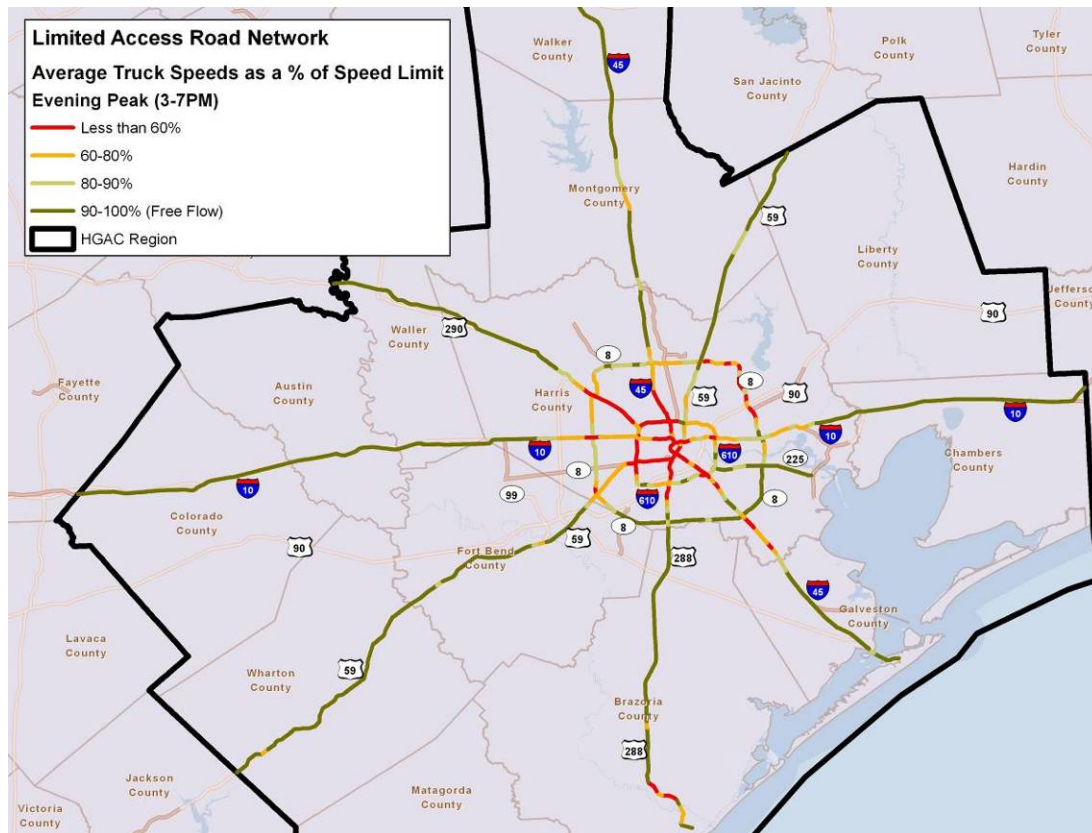 Limited Access Road Network
Average Truck Speeds as a % of Speed Limit
Evening Peak (3-7PM)
Less than 60%
60-80%
80-90%
90-100% (Free Flow)
HGAC Region
Walker
County
Polk
County
Tyler
County
45
San Jacinto
County
Hardin
County
Montgomery
County
59
Liberty
County
Jefferson
County
90
290
Waller
County
8
Fayette
County
Austin
County
Harris
County
45
59
8
90
10
10
610
10
Chambers
County
10
8
225
99
610
8
Colorado
County
90
8
59
Fort Bend
County
288
45
Galveston
County
Lavaca
County
59
Wharton
County
Brazoria
County
288
Jackson
County
Matagorda
County
Victoria
County